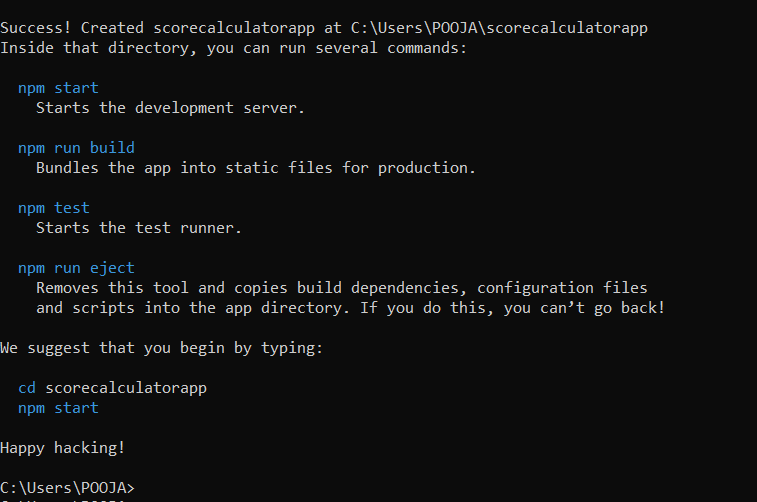 Success! Created scorecalculatorapp at C:\Users\POOJA\scorecalculatorapp
Inside that directory, you can run several commands:
npm start
Starts the development server.
npm run build
Bundles the app into static files for production.
npm test
Starts the test runner.
npm run eject
Removes this tool and copies build dependencies, configuration files
and scripts into the app directory. If you do this, you can’t go back!
We suggest that you begin by typing:
cd scorecalculatorapp
npm start
Happy hacking!
C:\Users\POOJA>